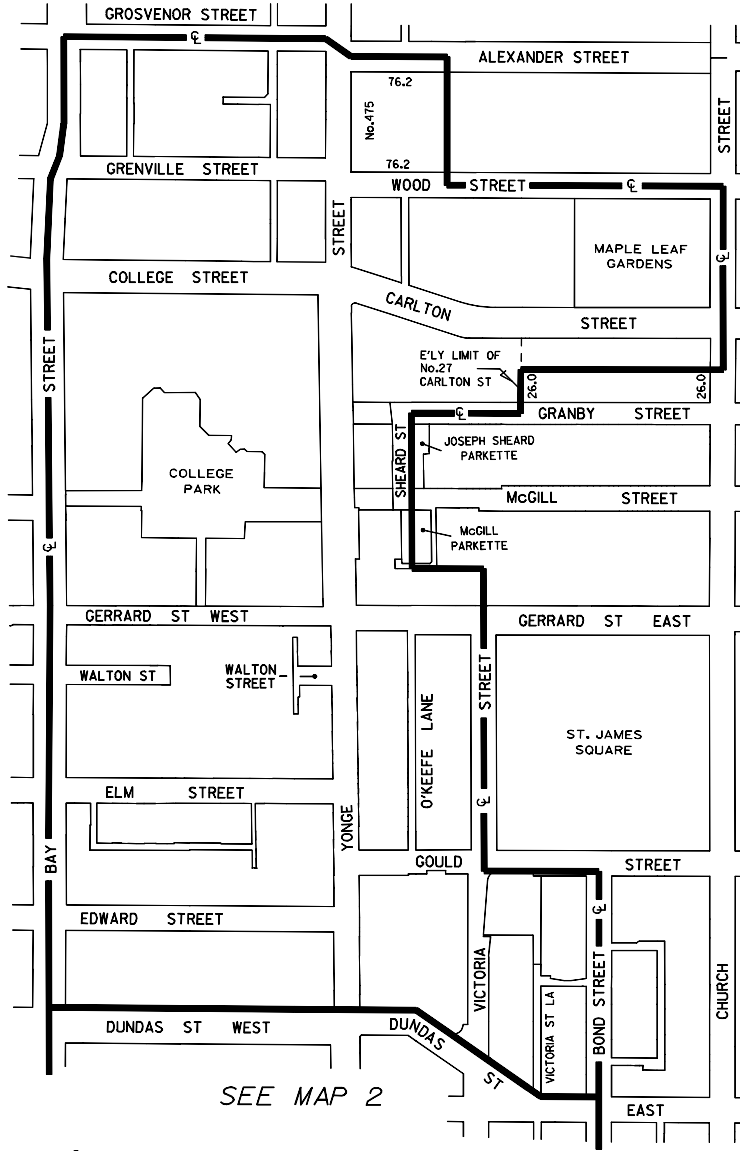 GROSVENOR STREET
℄
ALEXANDER STREET
76.2
No.475
STREET
76.2
GRENVILLE STREET
WOOD STREET
℄
STREET
MAPLE LEAF
GARDENS
℄
COLLEGE STREET
CARLTON
STREET
STREET
E'LY LIMIT OF
No.27
CARLTON ST
26.0
26.0
℄
GRANBY STREET
SHEARD ST
JOSEPH SHEARD
PARKETTE
COLLEGE
PARK
McGILL STREET
McGILL
PARKETTE
℄
GERRARD ST WEST
GERRARD ST EAST
WALTON ST
WALTON
STREET
STREET
O'KEEFE LANE
ST. JAMES
SQUARE
ELM STREET
℄
YONGE
BAY
GOULD
STREET
℄
EDWARD STREET
VICTORIA
BOND STREET
VICTORIA ST LA
CHURCH
DUNDAS ST WEST
DUNDAS
ST
EAST
SEE MAP 2